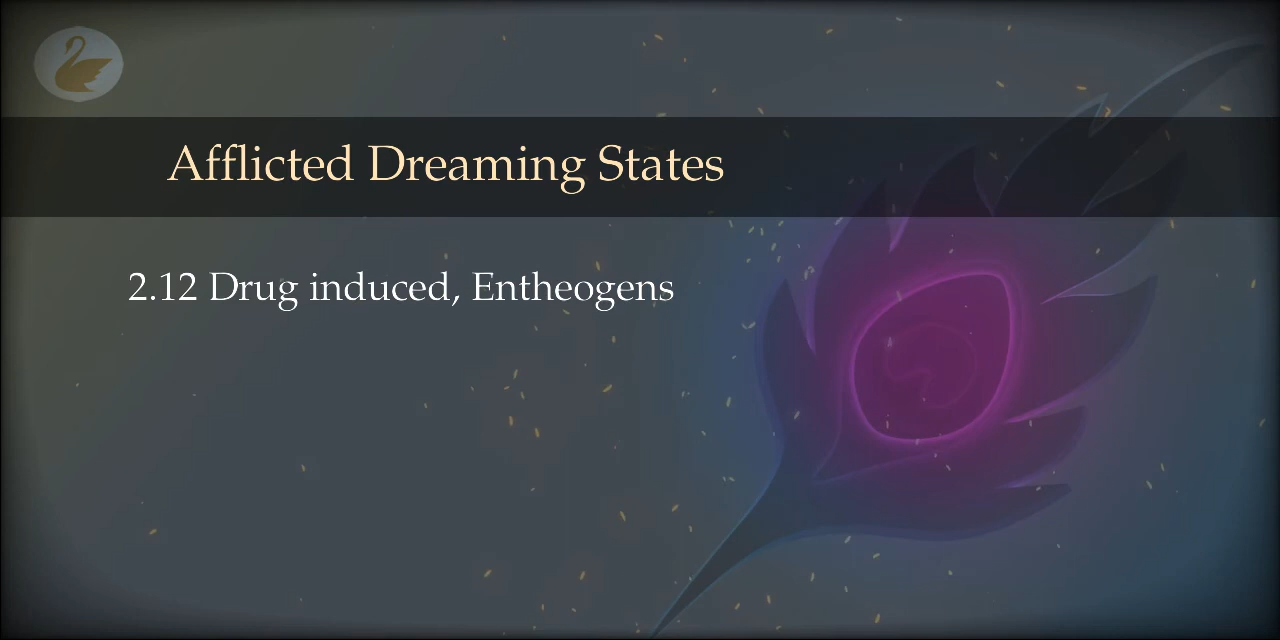 Afflicted Dreaming States
2.12 Drug induced, Entheogens